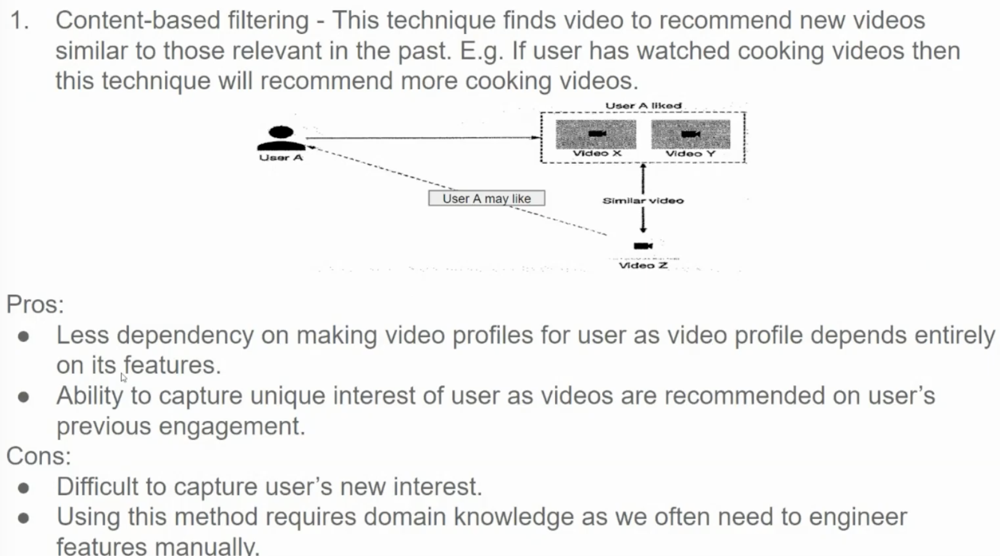 1. Content-based filtering - This technique finds video to recommend new videos
similar to those relevant in the past. E.g. If user has watched cooking videos then
this technique will recommend more cooking videos.
User A liked
User A
Video X
Video Y
User A may like
Similar video
Video Z
Pros:
● Less dependency on making video profiles for user as video profile depends entirely
on its features.
● Ability to capture unique interest of user as videos are recommended on user's
previous engagement.
Cons:
● Difficult to capture user's new interest.
● Using this method requires domain knowledge as we often need to engineer
features manually.